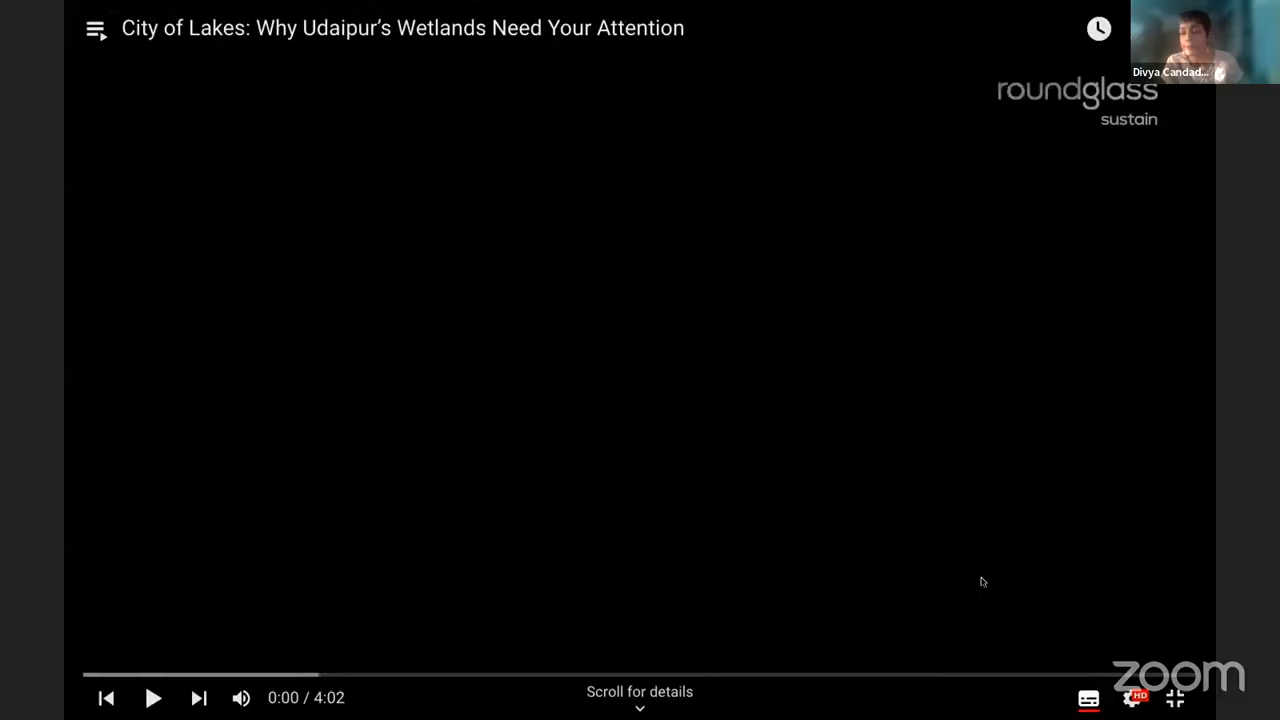 City of Lakes: Why Udaipur's Wetlands Need Your Attention
Divya Candad...
roundglass
sustain
0:00 / 4:02
Scroll for details
HD
zoom